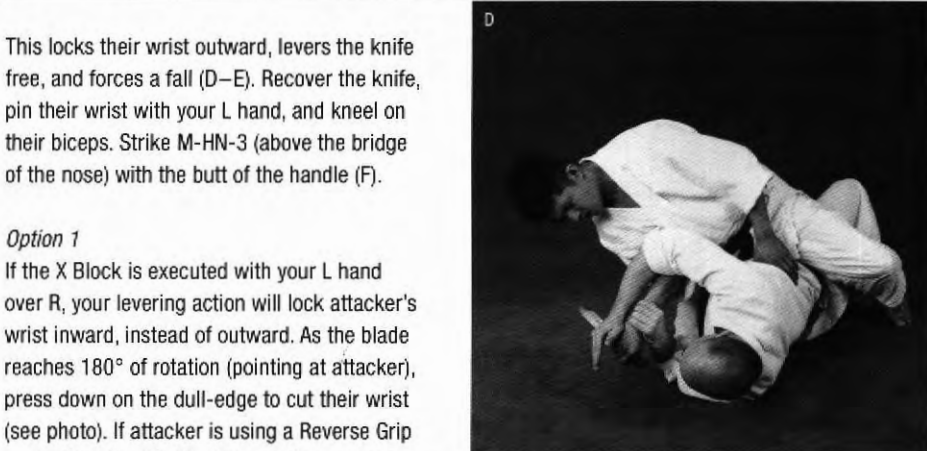 D
This locks their wrist outward, levers the knife
free, and forces a fall (D–E). Recover the knife,
pin their wrist with your L hand, and kneel on
their biceps. Strike M-HN-3 (above the bridge
of the nose) with the butt of the handle (F).
Option 1
If the X Block is executed with your L hand
over R, your levering action will lock attacker's
wrist inward, instead of outward. As the blade
reaches 180° of rotation (pointing at attacker),
press down on the dull-edge to cut their wrist
(see photo). If attacker is using a Reverse Grip